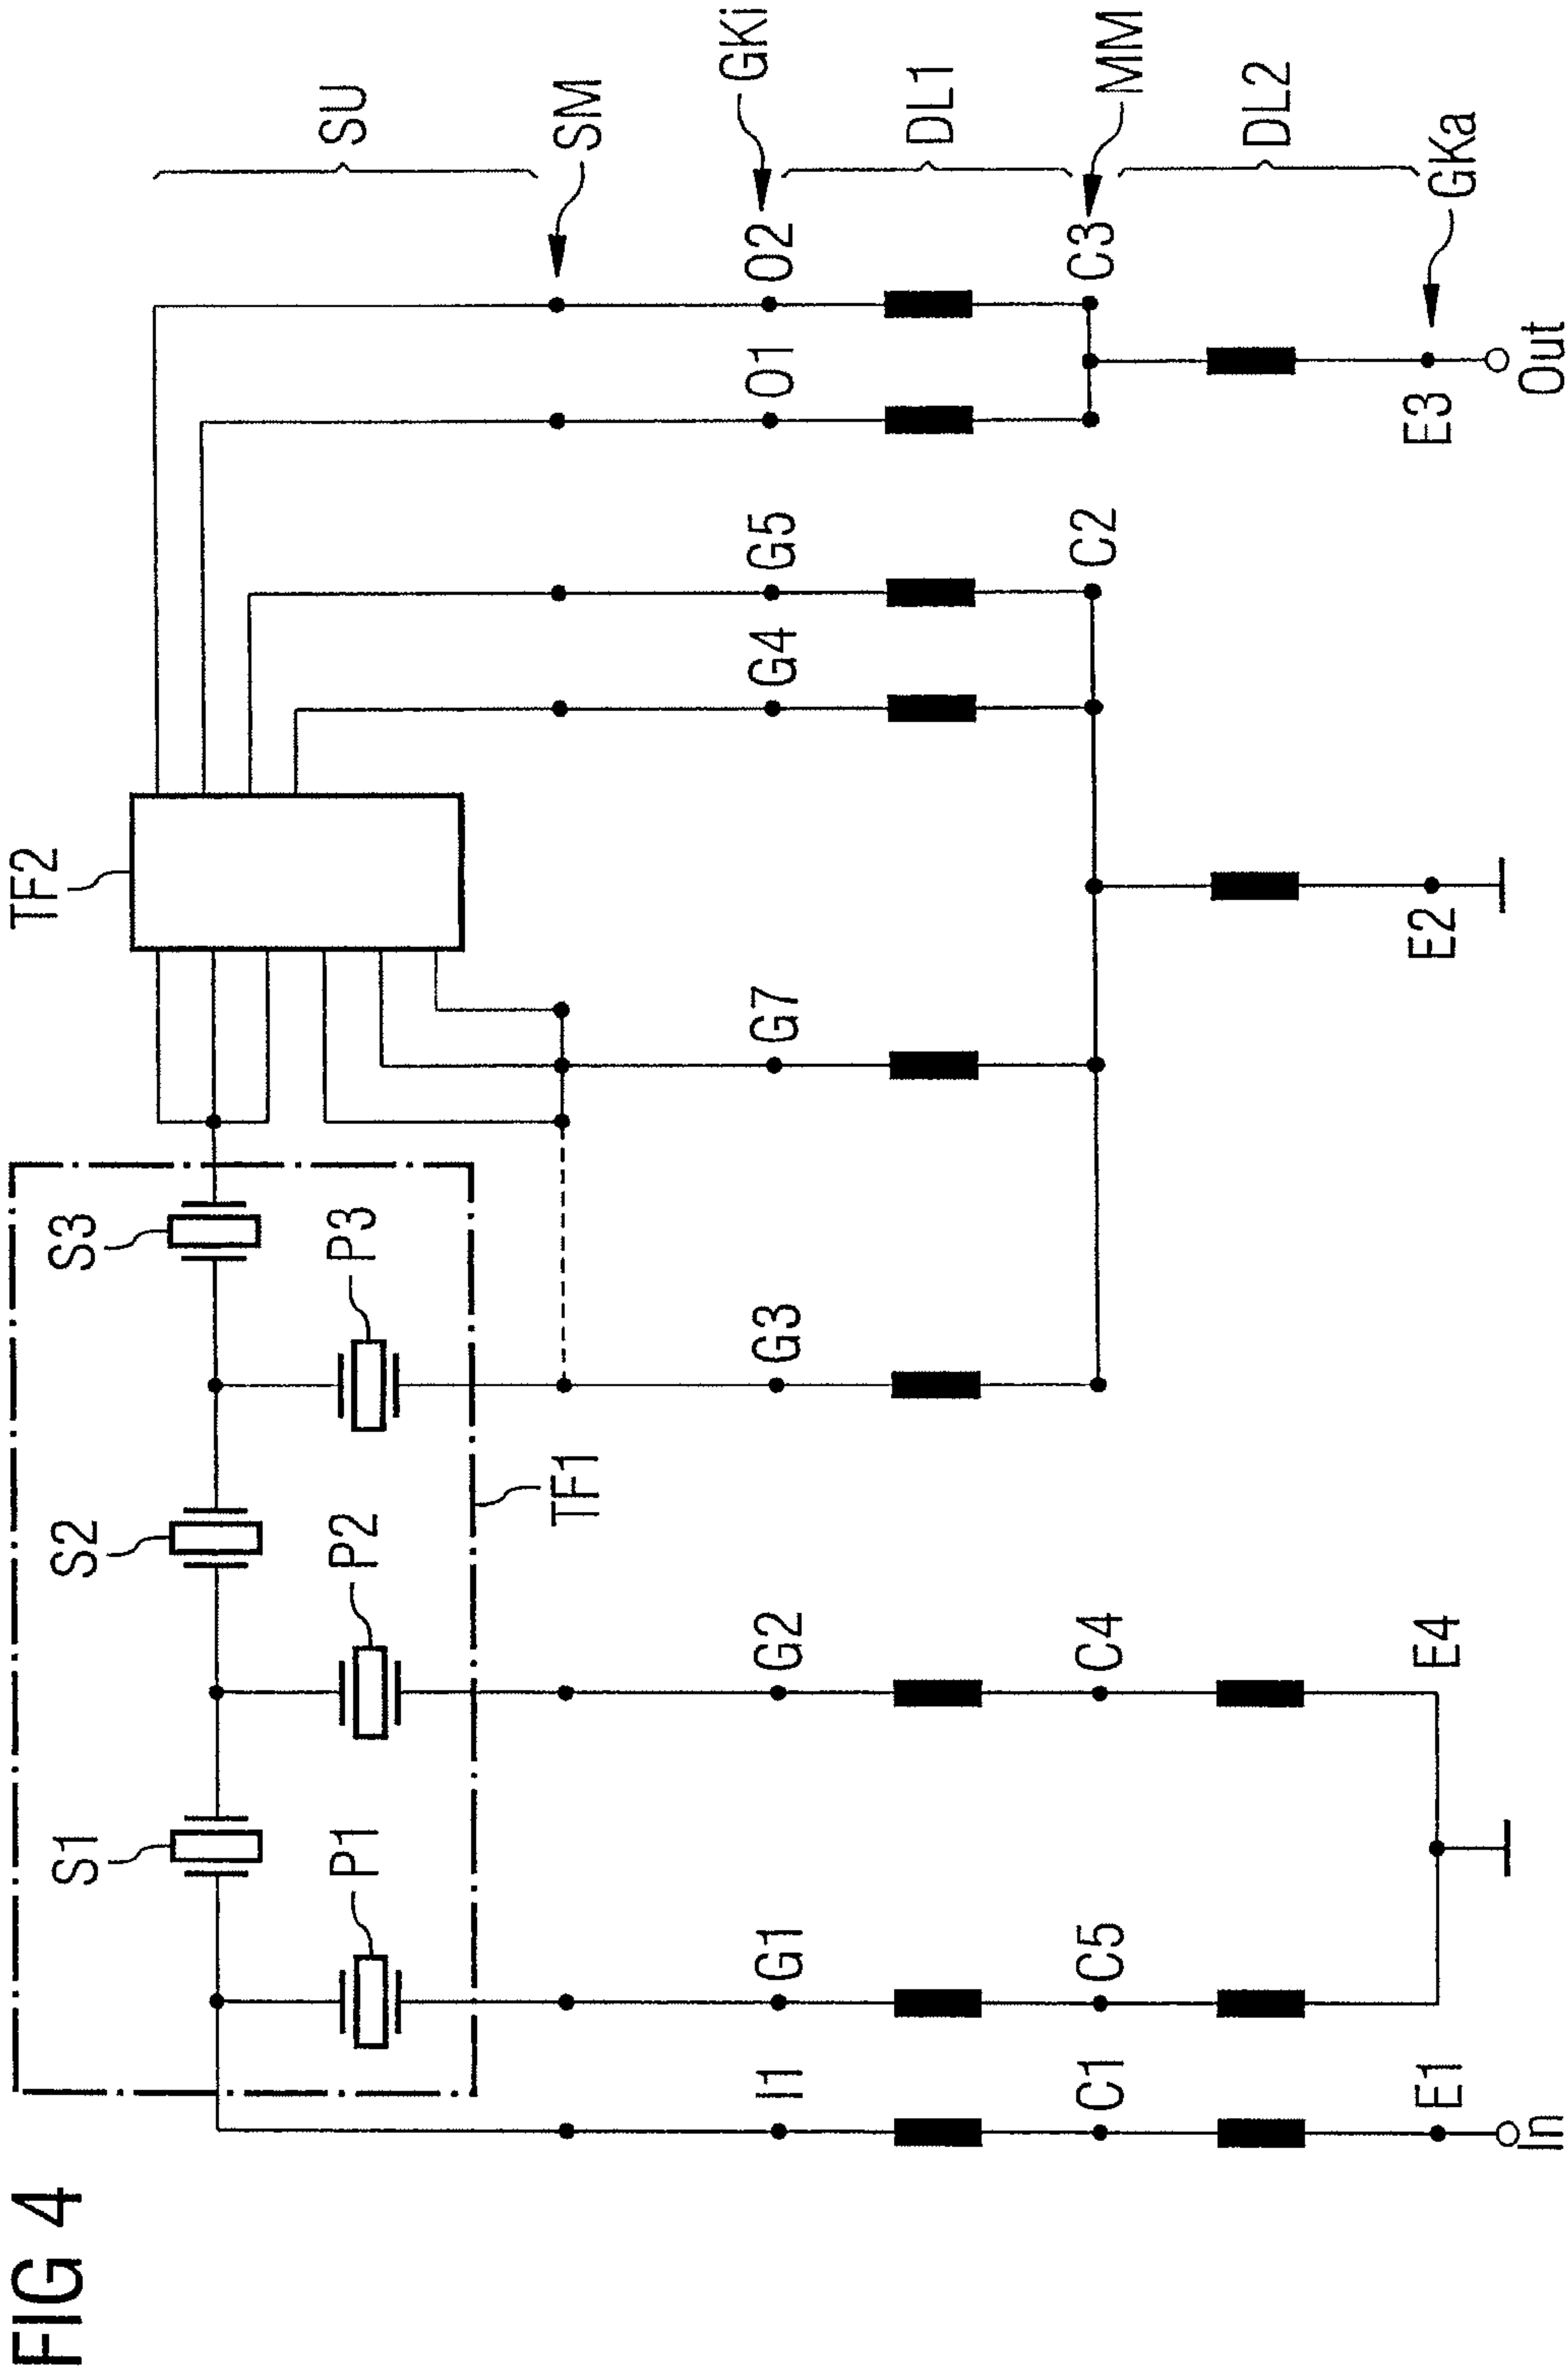 FIG 4
S1
S2
S3
TF2
P1
P2
P3
SU
TF1
SM
I1
G1
G2
G3
G7
G4
G5
O1
O2
GKi
DL1
C1
C5
C4
C2
C3
MM
DL2
E1
E4
E2
E3
GKa
In
Out